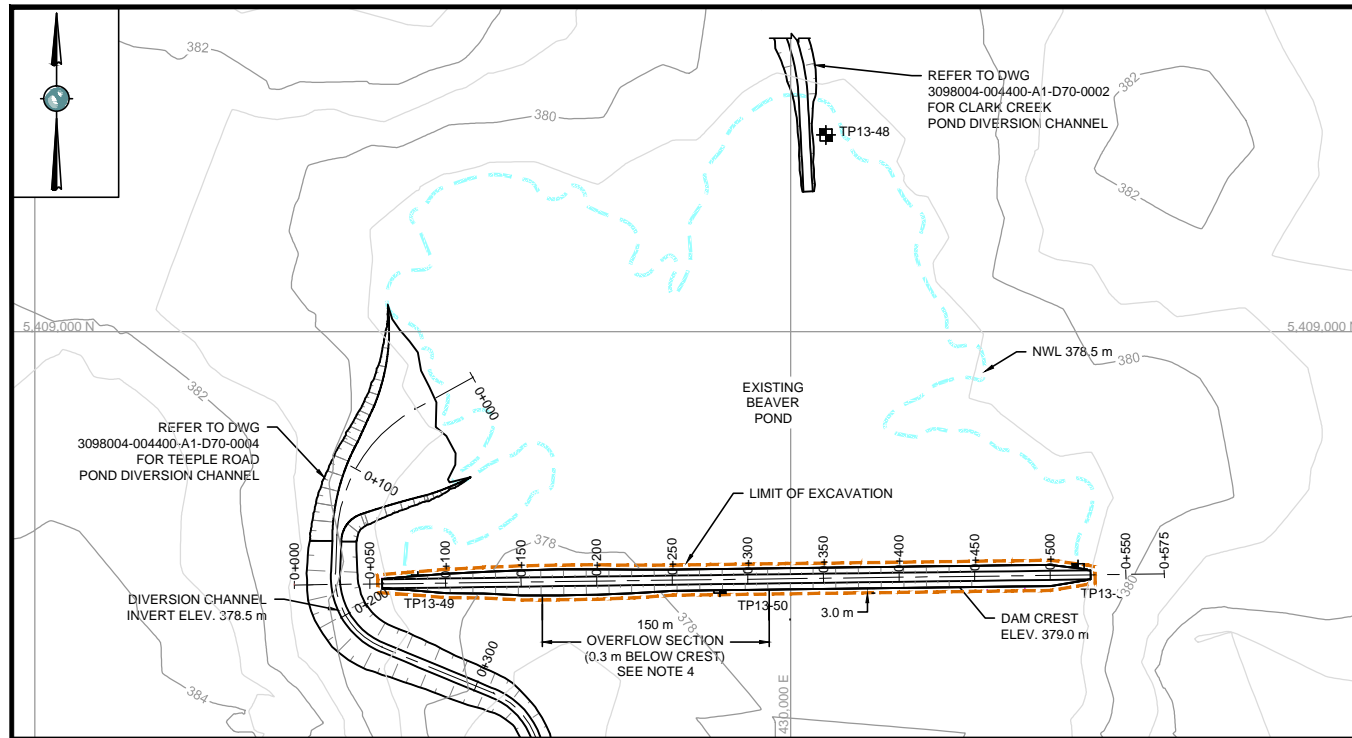 382
380
REFER TO DWG
3098004-004400-A1-D70-0002
FOR CLARK CREEK
POND DIVERSION CHANNEL
TP13-48
382
382
5,409,000 N
5,409,000 N
NWL 378.5 m
380
EXISTING
BEAVER
POND
382
0+000
REFER TO DWG
3098004-004400-A1-D70-0004
FOR TEEPLE ROAD
POND DIVERSION CHANNEL
0+100
LIMIT OF EXCAVATION
378
0+000
0+050
0+100
0+150
0+200
0+250
0+300
0+350
0+400
0+450
0+500
0+550
0+575
DIVERSION CHANNEL
INVERT ELEV. 378.5 m
0+200
TP13-49
TP13-50
3.0 m
380
DAM CREST
ELEV. 379.0 m
150 m
OVERFLOW SECTION
(0.3 m BELOW CREST)
SEE NOTE 4
378
0+300
384
430,000 E